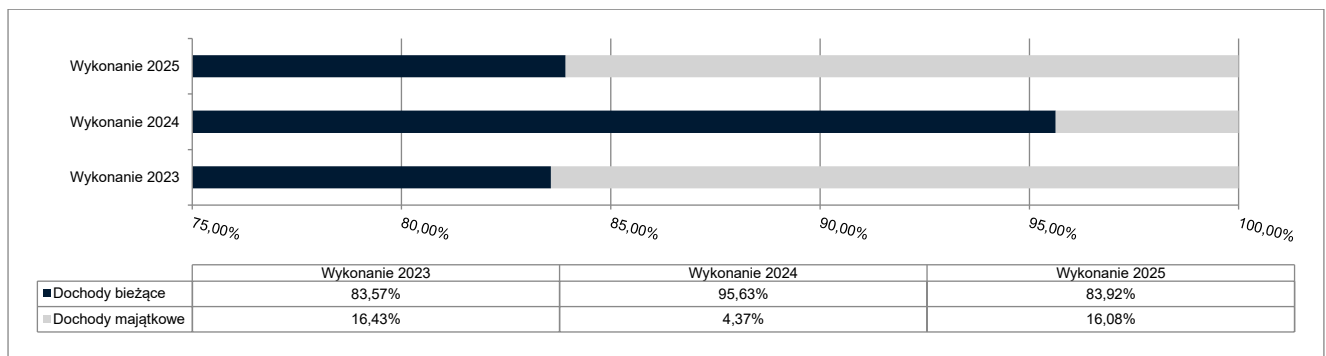 Wykonanie 2025
Wykonanie 2024
Wykonanie 2023
75,00% 80,00% 85,00% 90,00% 95,00% 100,00%
Wykonanie 2023 Wykonanie 2024 Wykonanie 2025
Dochody bieżące 83,57% 95,63% 83,92%
Dochody majątkowe 16,43% 4,37% 16,08%